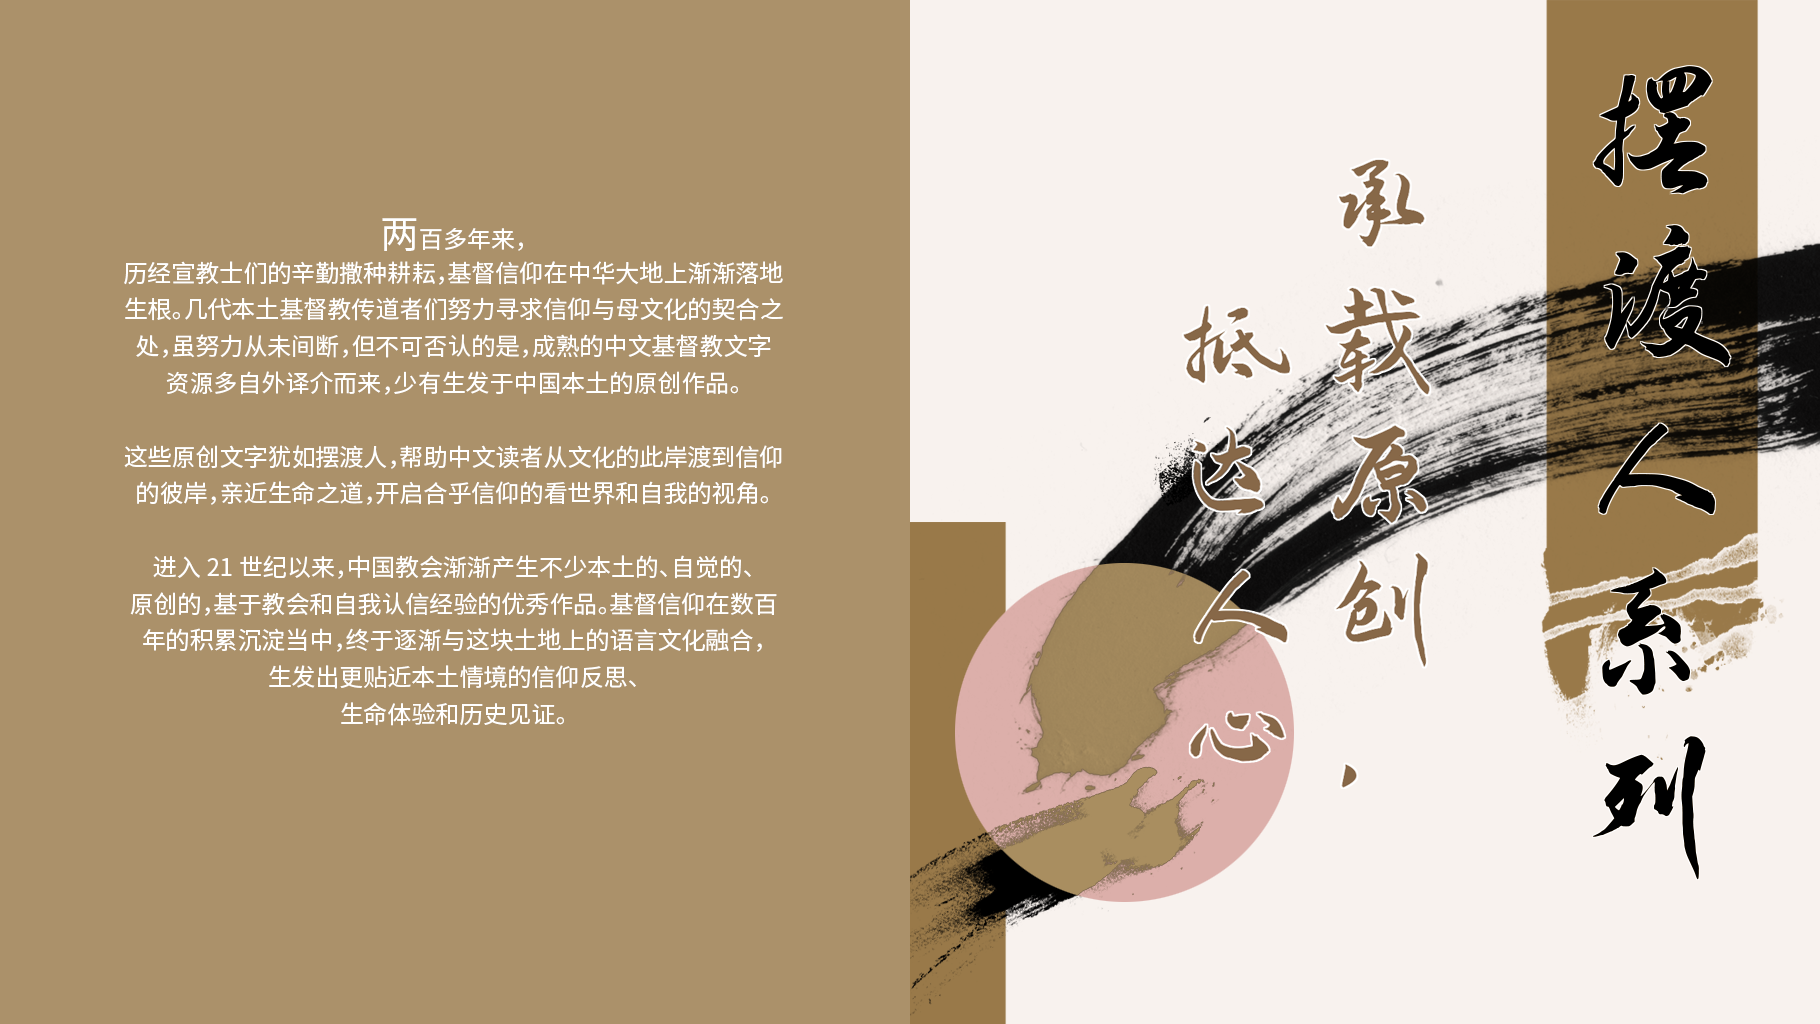 两百多年来，
历经宣教士们的辛勤撒种耕耘，基督信仰在中华大地上渐渐落地
生根。几代本土基督教传道者们努力寻求信仰与母文化的契合之
处，虽努力从未间断，但不可否认的是，成熟的中文基督教文字
资源多自外译介而来，少有生发于中国本土的原创作品。
这些原创文字犹如摆渡人，帮助中文读者从文化的此岸渡到信仰
的彼岸，亲近生命之道，开启合乎信仰的看世界和自我的视角。
进入 21 世纪以来，中国教会渐渐产生不少本土的、自觉的、
原创的，基于教会和自我认信经验的优秀作品。基督信仰在数百
年的积累沉淀当中，终于逐渐与这块土地上的语言文化融合，
生发出更贴近本土情境的信仰反思、
生命体验和历史见证。
摆渡人系列
承载原创，
抵达人心